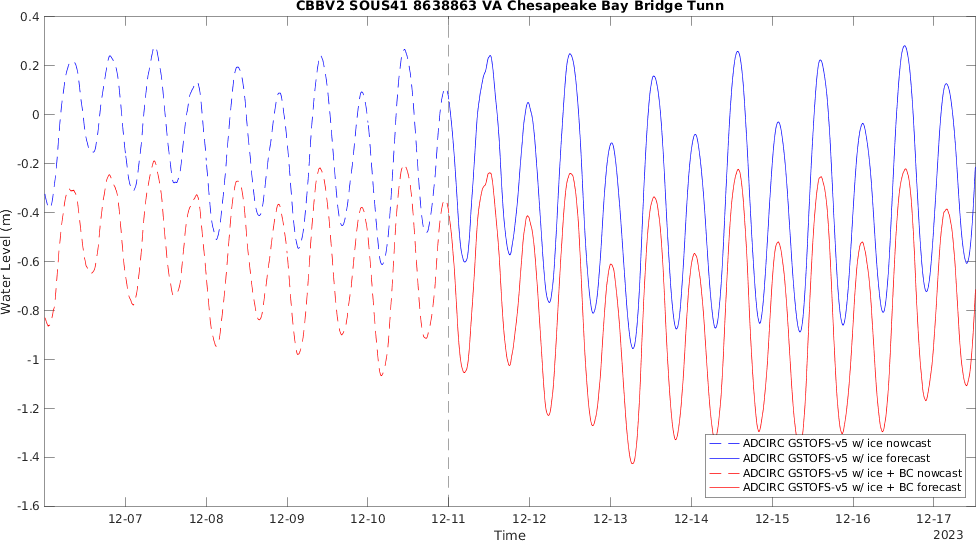 CBBV2 SOUS41 8638863 VA Chesapeake Bay Bridge Tunn
0.4
0.2
0
-0.2
-0.4
-0.6
-0.8
-1
-1.2
-1.4
-1.6
Water Level (m)
ADCIRC GSTOFS-v5 w/ ice nowcast
ADCIRC GSTOFS-v5 w/ ice forecast
ADCIRC GSTOFS-v5 w/ ice + BC nowcast
ADCIRC GSTOFS-v5 w/ ice + BC forecast
12-07 12-08 12-09 12-10 12-11 12-12 12-13 12-14 12-15 12-16 12-17
Time
2023